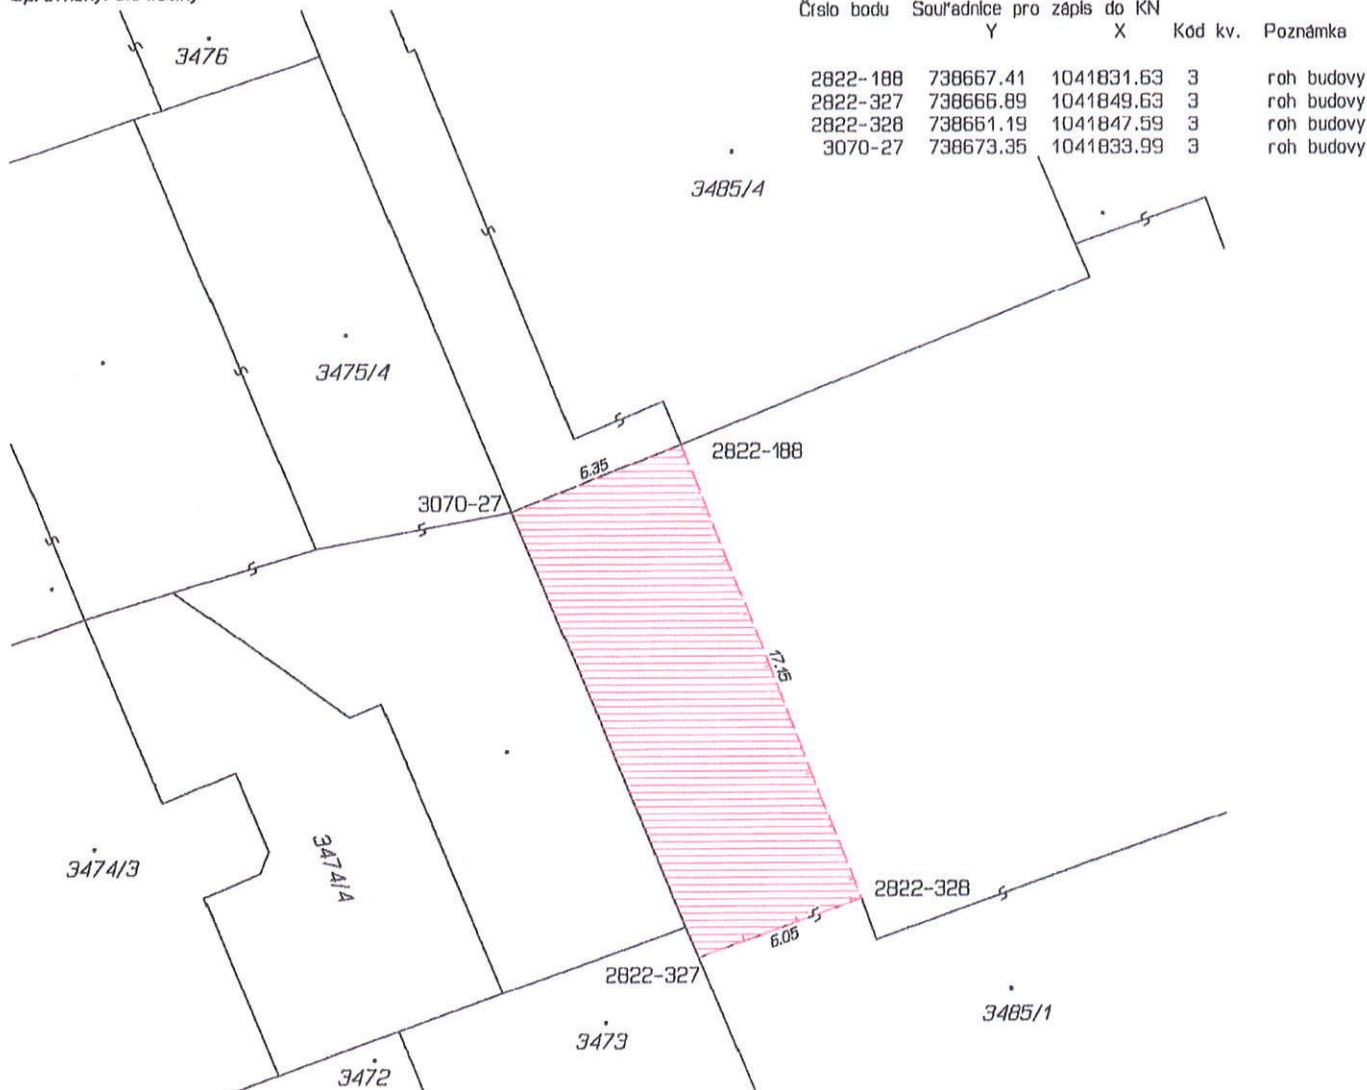 Číslo bodu Souřadnice pro zápis do KN
Y X Kód kv. Poznámka
2822-188 738667.41 1041831.63 3 roh budovy
2822-327 738666.89 1041849.63 3 roh budovy
2822-328 738661.19 1041847.59 3 roh budovy
3070-27 738673.35 1041833.99 3 roh budovy
3476
3485/4
3475/4
2822-188
6.35
3070-27
17.15
3474/3
3474/4
2822-328
6.05
2822-327
3485/1
3473
3472